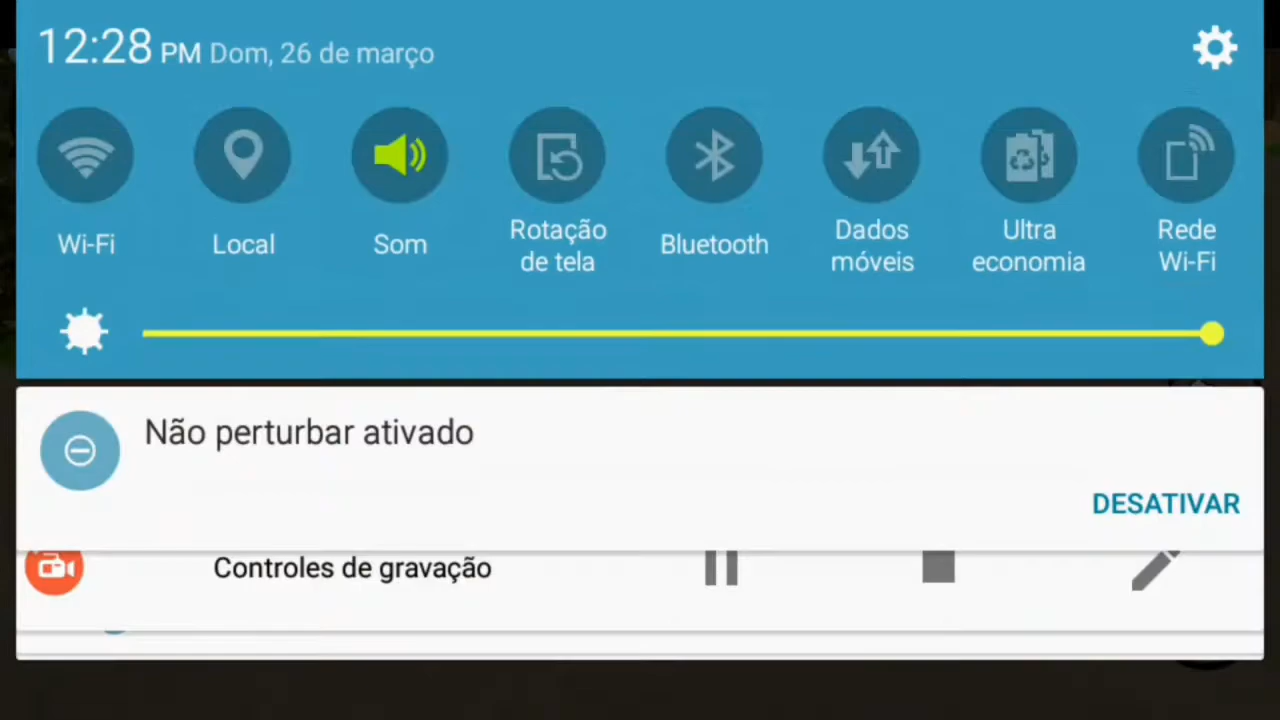 12:28 PM Dom, 26 de março
Wi-Fi
Local
Som
Rotação
de tela
Bluetooth
Dados
móveis
Ultra
economia
Rede
Wi-Fi
Não perturbar ativado
DESATIVAR
Controles de gravação